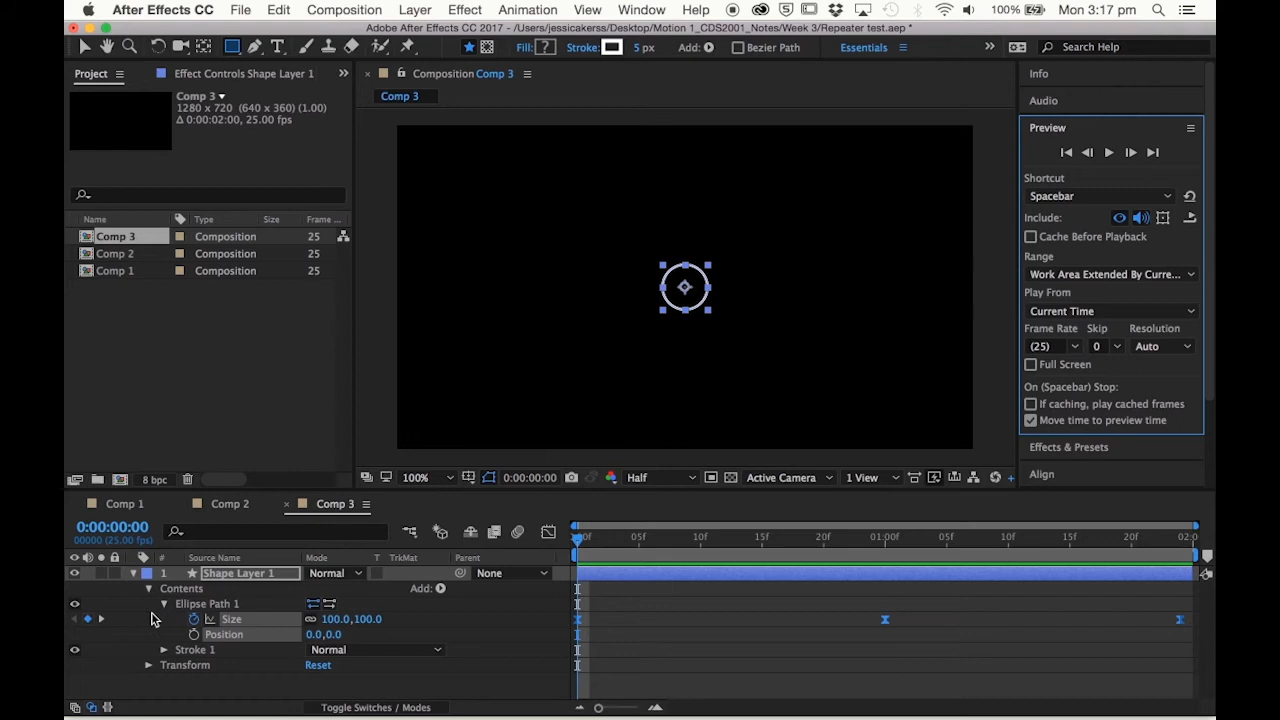 After Effects CC File Edit Composition Layer Effect Animation View Window Help 100% Mon 3:17 pm
Adobe After Effects CC 2017 - /Users/jessicakerss/Desktop/Motion 1_CDS2001_Notes/Week 3/Repeater test.aep *
Fill: ? Stroke: 5 px Add: Bezier Path Essentials Search Help
Project Effect Controls Shape Layer 1 Composition Comp 3 Info
Comp 3
1280 x 720 (640 x 360) (1.00)
Δ 0:00:02:00, 25.00 fps
Comp 3
Audio
Preview
Shortcut
Spacebar
Include:
Cache Before Playback
Range
Work Area Extended By Curre...
Play From
Current Time
Frame Rate Skip Resolution
(25) 0 Auto
Full Screen
On (Spacebar) Stop:
If caching, play cached frames
Move time to preview time
Effects & Presets
Align
Name Type Size Frame ...
Comp 3 Composition 25
Comp 2 Composition 25
Comp 1 Composition 25
8 bpc
100% 0:00:00:00 Half Active Camera 1 View
Comp 1 Comp 2 Comp 3
0:00:00:00
00000 (25.00 fps)
05f 10f 15f 20f 01:00f 05f 10f 15f 20f 02:0
# Source Name Mode T TrkMat Parent
1 Shape Layer 1 Normal None
Contents Add:
Ellipse Path 1
Size 100.0,100.0
Position 0.0,0.0
Stroke 1 Normal
Transform Reset
Toggle Switches / Modes